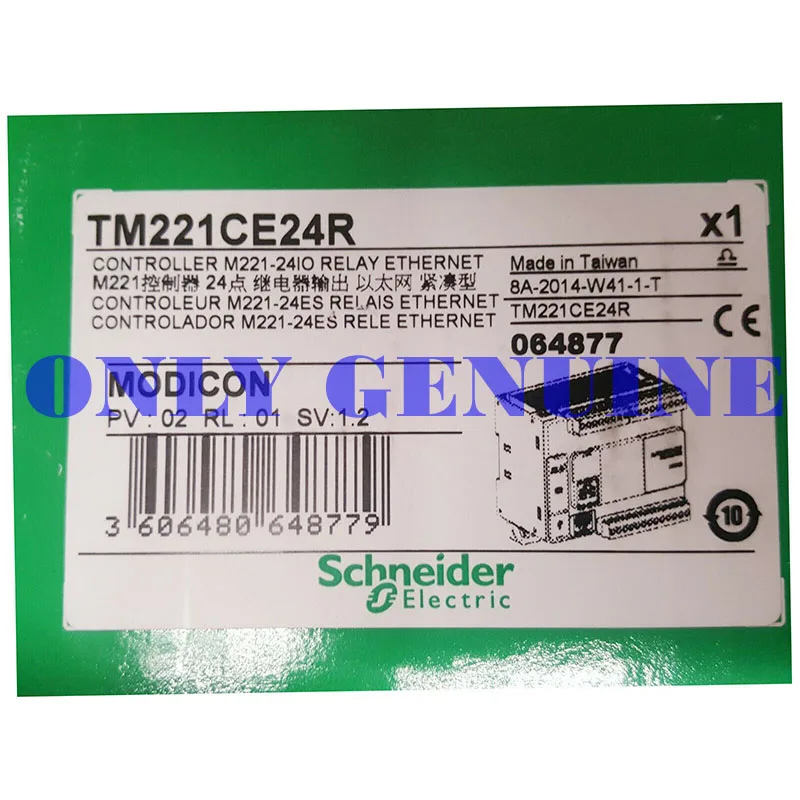 TM221CE24R x1
CONTROLLER M221-24IO RELAY ETHERNET Made in Taiwan
M221控制器 24点 继电器输出 以太网 紧凑型 8A-2014-W41-1-T
CONTROLEUR M221-24ES RELAIS ETHERNET TM221CE24R
CONTROLADOR M221-24ES RELE ETHERNET CE
064877
ONLY GENUINE
MODICON
PV : 02 RL : 01 SV:1.2
3 606480 648779
10
Schneider
Electric